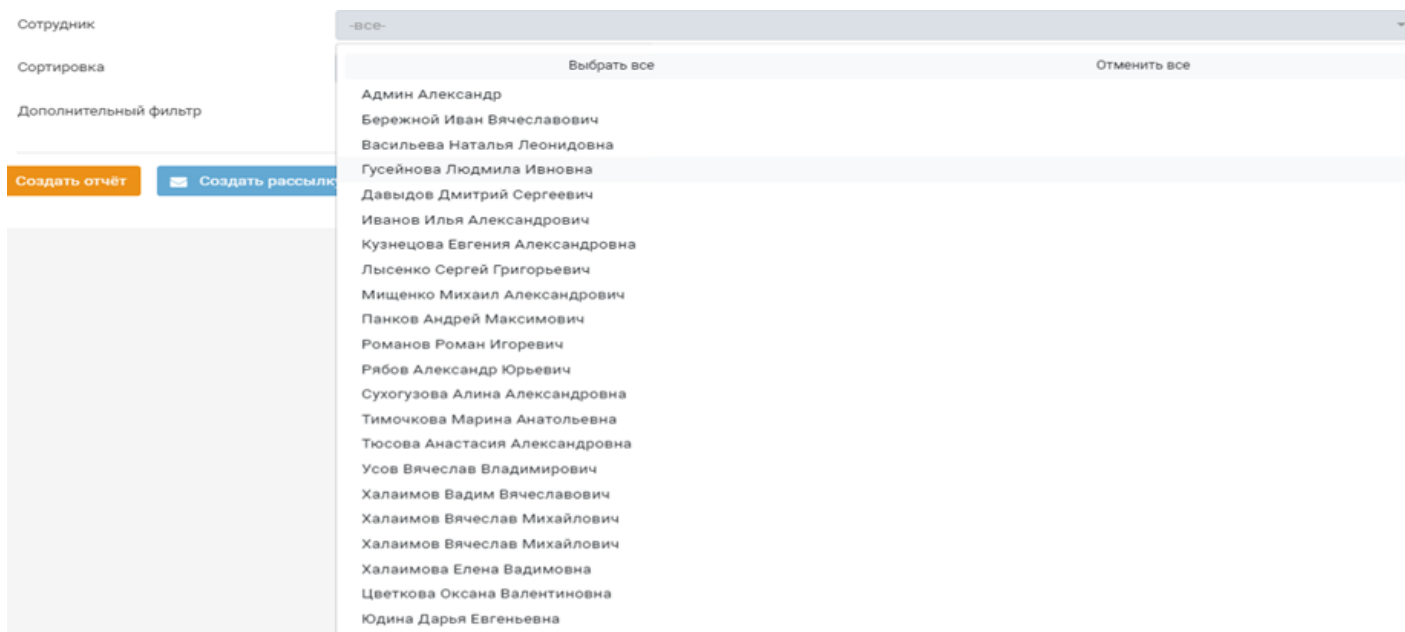 Сотрудник
-все-
Сортировка
Выбрать все
Отменить все
Дополнительный фильтр
Создать отчёт
Создать рассылку
Админ Александр
Бережной Иван Вячеславович
Васильева Наталья Леонидовна
Гусейнова Людмила Ивновна
Давыдов Дмитрий Сергеевич
Иванов Илья Александрович
Кузнецова Евгения Александровна
Лысенко Сергей Григорьевич
Мищенко Михаил Александрович
Панков Андрей Максимович
Романов Роман Игоревич
Рябов Александр Юрьевич
Сухогузова Алина Александровна
Тимочкова Марина Анатольевна
Тюсова Анастасия Александровна
Усов Вячеслав Владимирович
Халаимов Вадим Вячеславович
Халаимов Вячеслав Михайлович
Халаимов Вячеслав Михайлович
Халаимова Елена Вадимовна
Цветкова Оксана Валентиновна
Юдина Дарья Евгеньевна